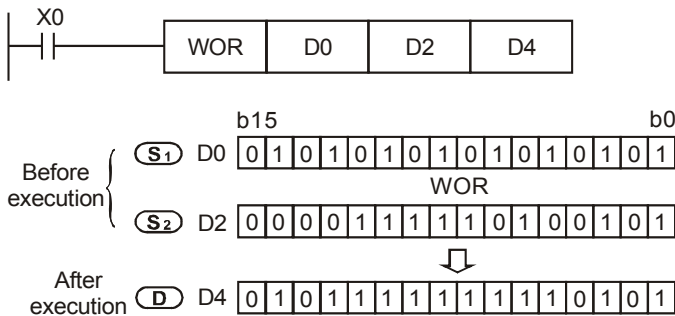 X0
WOR D0 D2 D4
b15 b0
Before execution
S1 D0 0 1 0 1 0 1 0 1 0 1 0 1 0 1 0 1
WOR
S2 D2 0 0 0 0 1 1 1 1 1 0 1 0 0 1 0 1
After execution
D D4 0 1 0 1 1 1 1 1 1 1 1 1 0 1 0 1